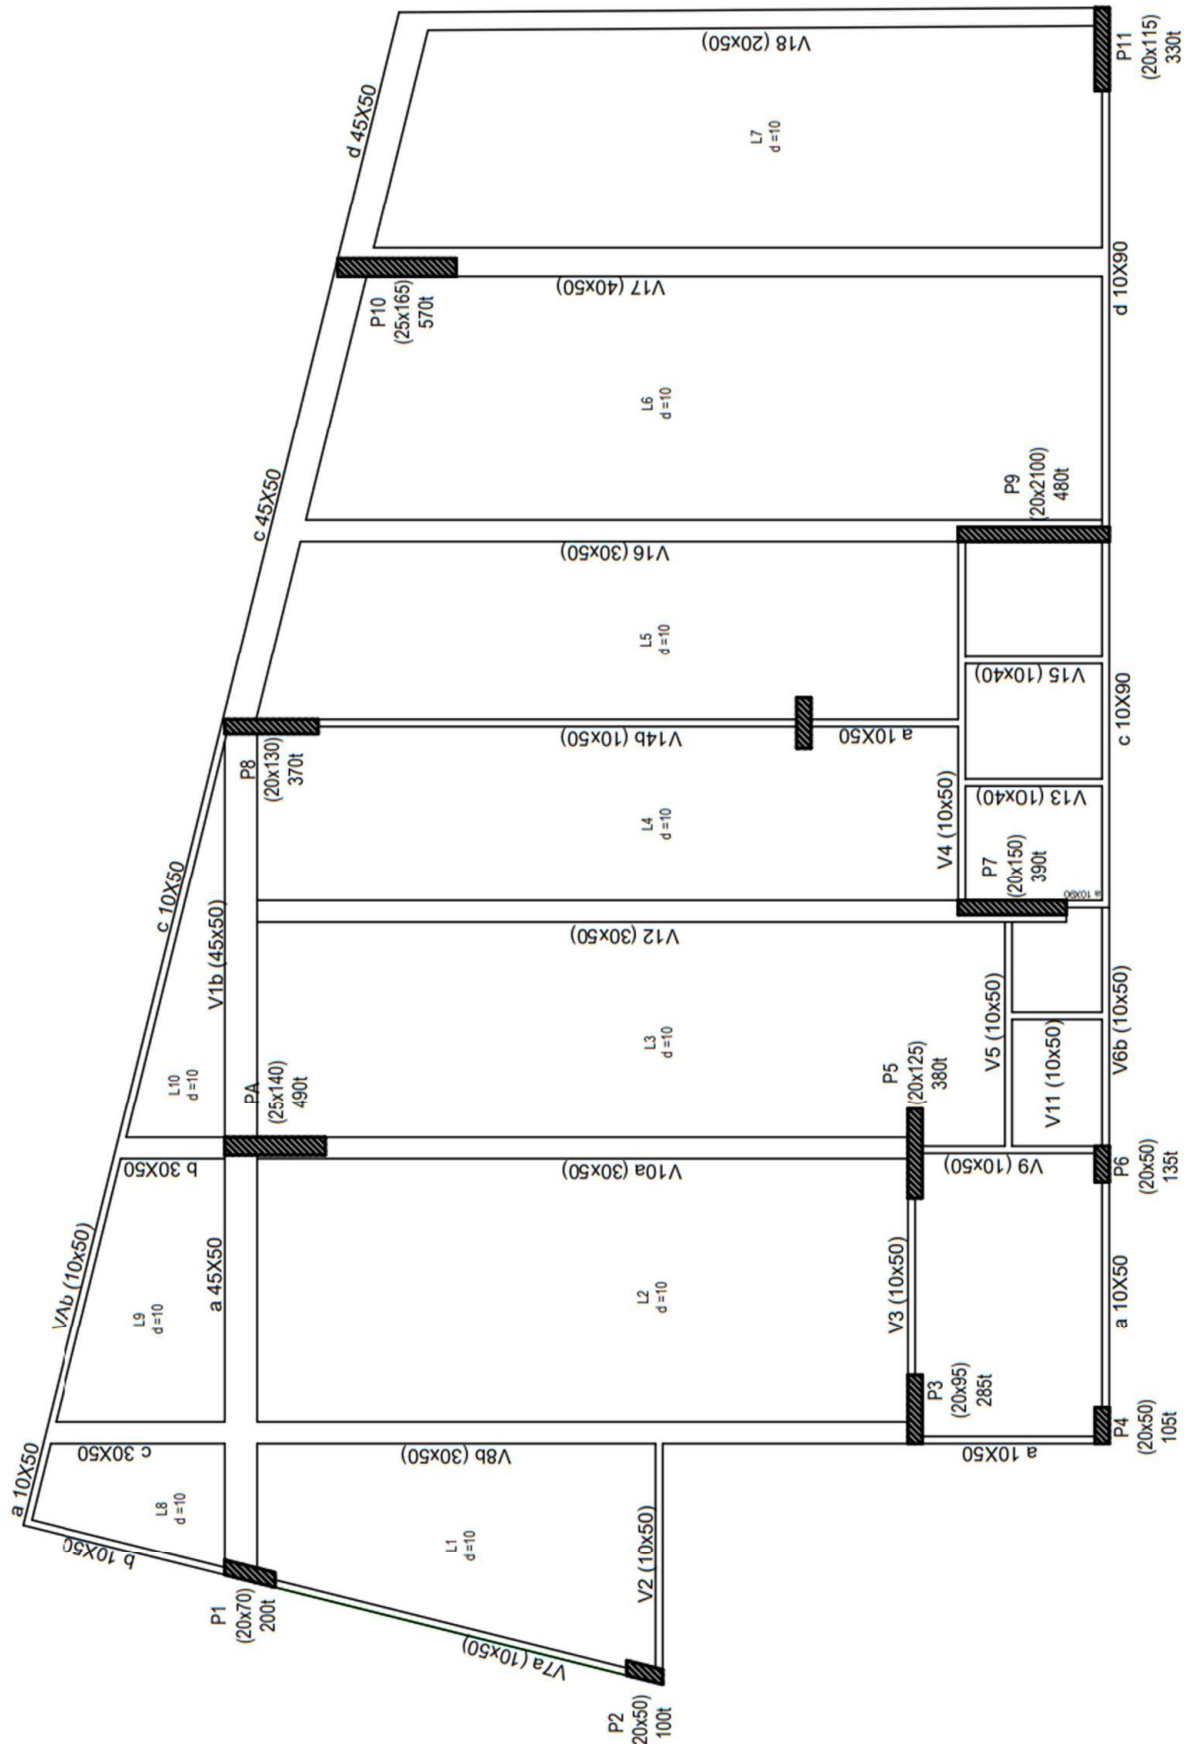 V18 (20x50)
P11
(20x115)
330t
d 45X50
L7
d =10
P10
(25x165)
570t
V17 (40x50)
d 10X90
L6
d =10
c 45X50
P9
(20x2100)
480t
V16 (30x50)
L5
d =10
V15 (10x40)
c 10X90
P8
(20x130)
370t
V14b (10x50)
a 10X50
c 10X50
V1b (45x50)
L4
d =10
V4 (10x50)
V13 (10x40)
P7
(20x150)
390t
a 10X90
V12 (30x50)
L10
d =10
PA
(25x140)
490t
L3
d =10
P5
(20x125)
380t
V5 (10x50)
V11 (10x50)
V6b (10x50)
b 30X50
V10a (30x50)
V9 (10x50)
P6
(20x50)
135t
VAb (10x50)
L9
d =10
a 45X50
L2
d =10
V3 (10x50)
a 10X50
P3
(20x95)
285t
a 10X50
c 30X50
V8b (30x50)
a 10X50
P4
(20x50)
105t
b 10X50
L8
d =10
L1
d =10
V2 (10x50)
P1
(20x70)
200t
V7a (10x50)
P2
20x50)
100t